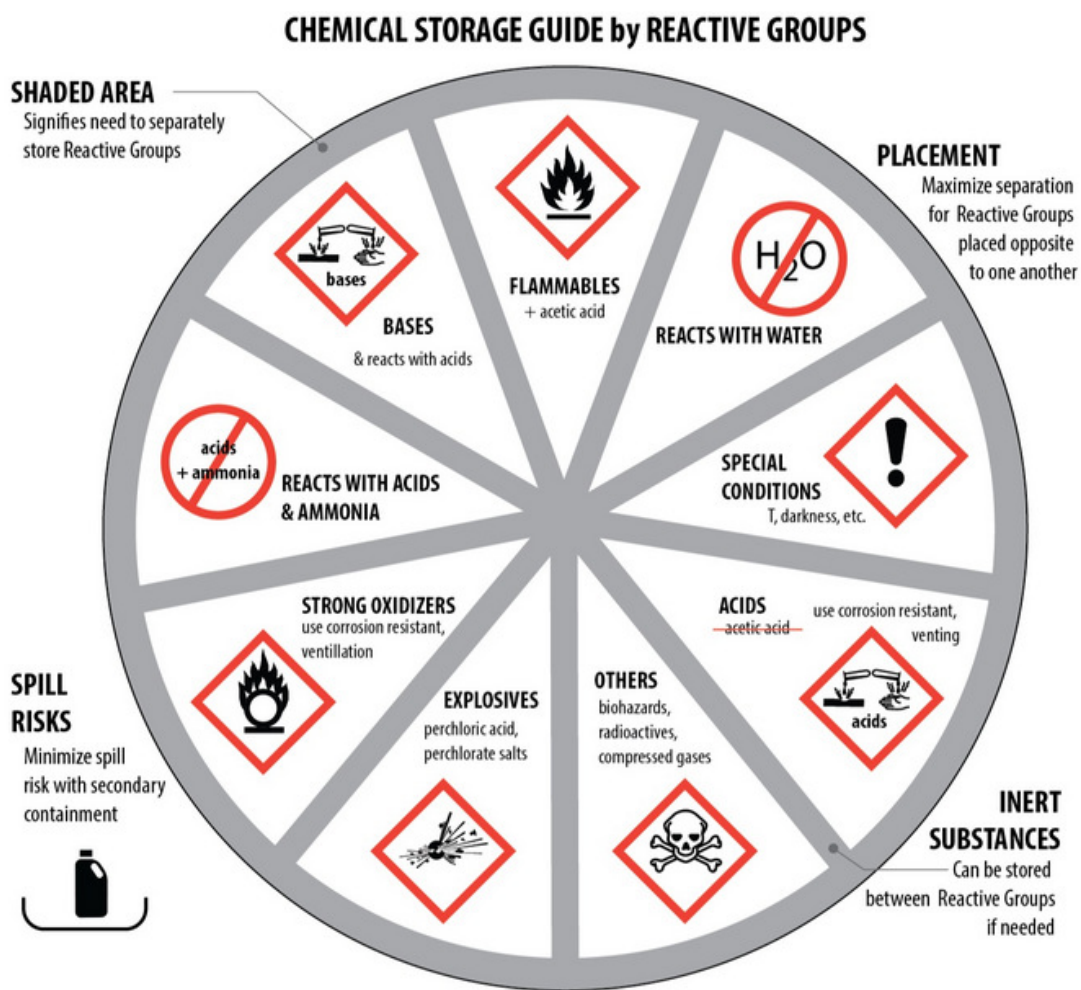 CHEMICAL STORAGE GUIDE by REACTIVE GROUPS
SHADED AREA
Signifies need to separately
store Reactive Groups
PLACEMENT
Maximize separation
for Reactive Groups
placed opposite
to one another
bases
BASES
& reacts with acids
FLAMMABLES
+ acetic acid
H₂O
REACTS WITH WATER
acids
+ ammonia
REACTS WITH ACIDS
& AMMONIA
SPECIAL
CONDITIONS
T, darkness, etc.
STRONG OXIDIZERS
use corrosion resistant,
ventillation
EXPLOSIVES
perchloric acid,
perchlorate salts
OTHERS
biohazards,
radioactives,
compressed gases
ACIDS
acetic acid
use corrosion resistant,
venting
acids
SPILL
RISKS
Minimize spill
risk with secondary
containment
INERT
SUBSTANCES
Can be stored
between Reactive Groups
if needed